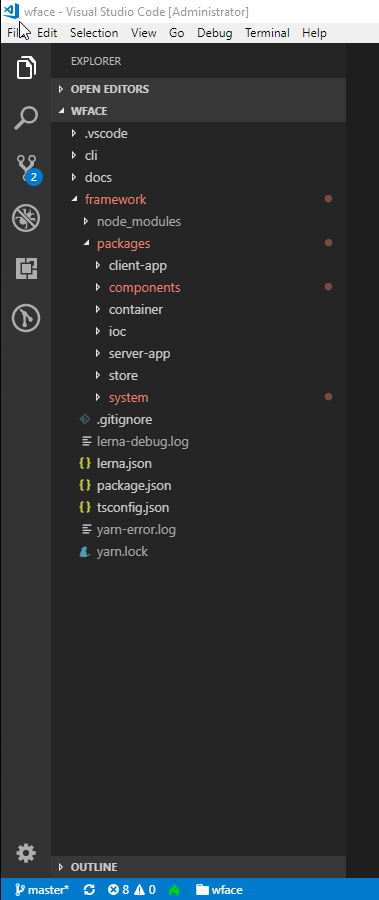 wface - Visual Studio Code [Administrator]
Fil Edit Selection View Go Debug Terminal Help
EXPLORER
OPEN EDITORS
WFACE
.vscode
cli
docs
framework
node_modules
packages
client-app
components
container
ioc
server-app
store
system
.gitignore
lerna-debug.log
{ } lerna.json
{ } package.json
{ } tsconfig.json
yarn-error.log
yarn.lock
2
OUTLINE
master* 8 0 wface